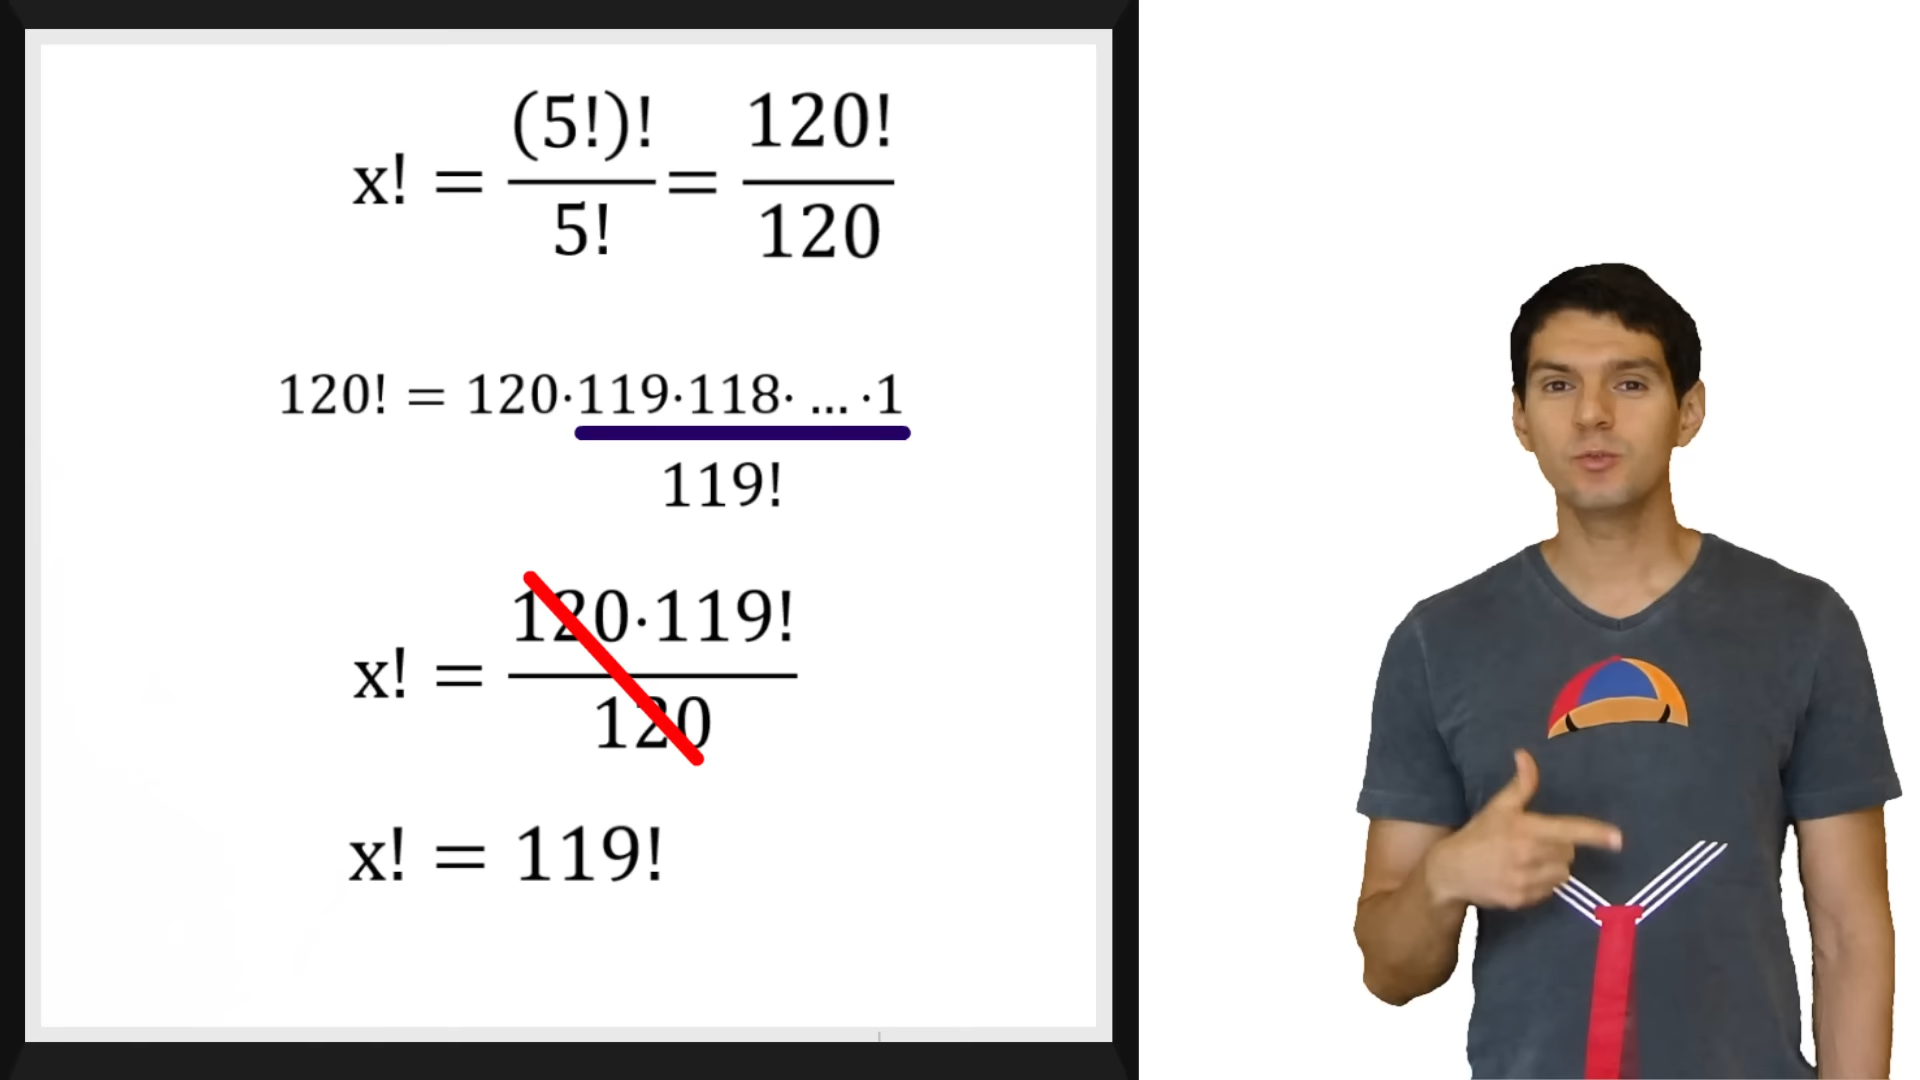 x! = (5!)!/5! = 120!/120
120! = 120·119·118· ... ·1
119!
x! = 120·119!/120
x! = 119!